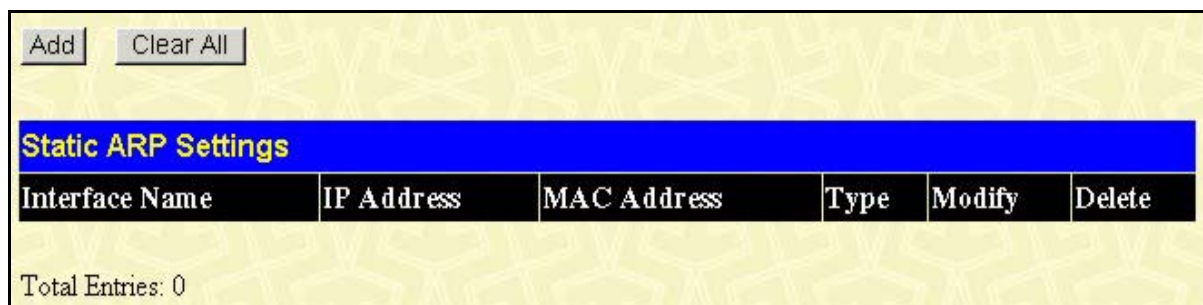 Add Clear All
Static ARP Settings
Interface Name IP Address MAC Address Type Modify Delete
Total Entries: 0